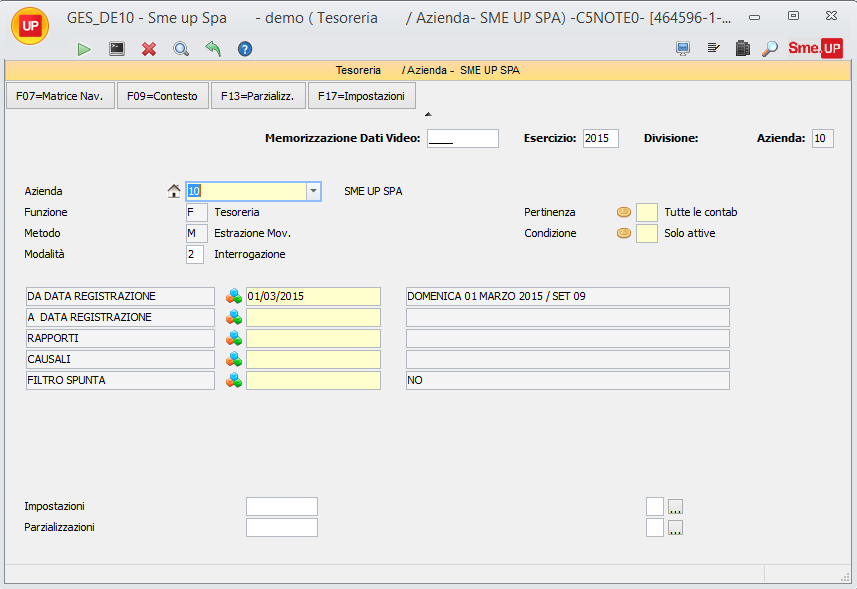 UP GES_DE10 - Sme up Spa - demo ( Tesoreria / Azienda- SME UP SPA) -C5NOTE0- [464596-1-...
Sme.UP
Tesoreria / Azienda - SME UP SPA
F07=Matrice Nav. F09=Contesto F13=Parzializz. F17=Impostazioni
Memorizzazione Dati Video: ____ Esercizio: 2015 Divisione: Azienda: 10
Azienda 10 SME UP SPA
Funzione F Tesoreria Pertinenza Tutte le contab
Metodo M Estrazione Mov. Condizione Solo attive
Modalità 2 Interrogazione
DA DATA REGISTRAZIONE 01/03/2015 DOMENICA 01 MARZO 2015 / SET 09
A DATA REGISTRAZIONE
RAPPORTI
CAUSALI
FILTRO SPUNTA NO
Impostazioni ...
Parzializzazioni ...